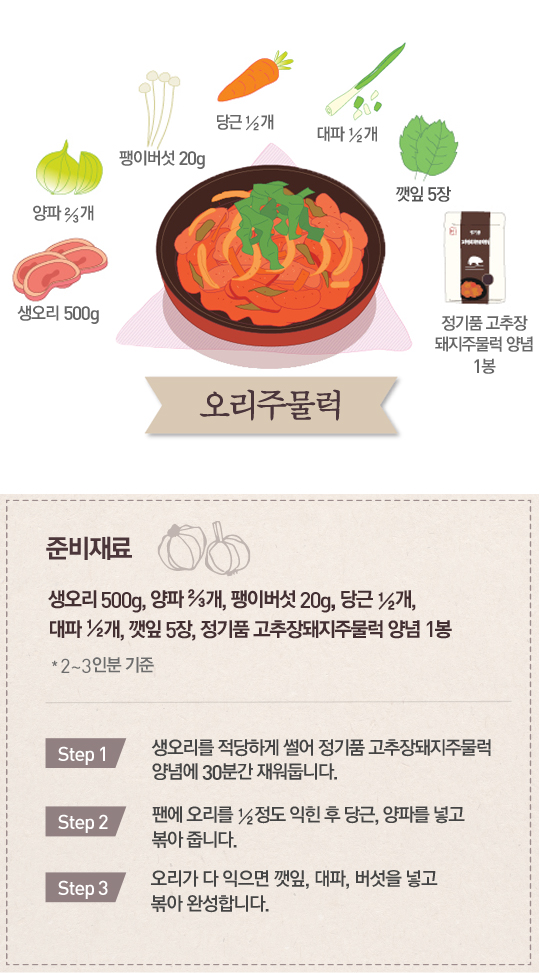 당근 ½개
대파 ½개
팽이버섯 20g
깻잎 5장
양파 ⅔개
생오리 500g
정기품 고추장
돼지주물럭 양념
1봉
오리주물럭
준비재료
생오리 500g, 양파 ⅔개, 팽이버섯 20g, 당근 ½개,
대파 ½개, 깻잎 5장, 정기품 고추장돼지주물럭 양념 1봉
* 2~3인분 기준
Step 1
생오리를 적당하게 썰어 정기품 고추장돼지주물럭
양념에 30분간 재워둡니다.
Step 2
팬에 오리를 ½정도 익힌 후 당근, 양파를 넣고
볶아 줍니다.
Step 3
오리가 다 익으면 깻잎, 대파, 버섯을 넣고
볶아 완성합니다.